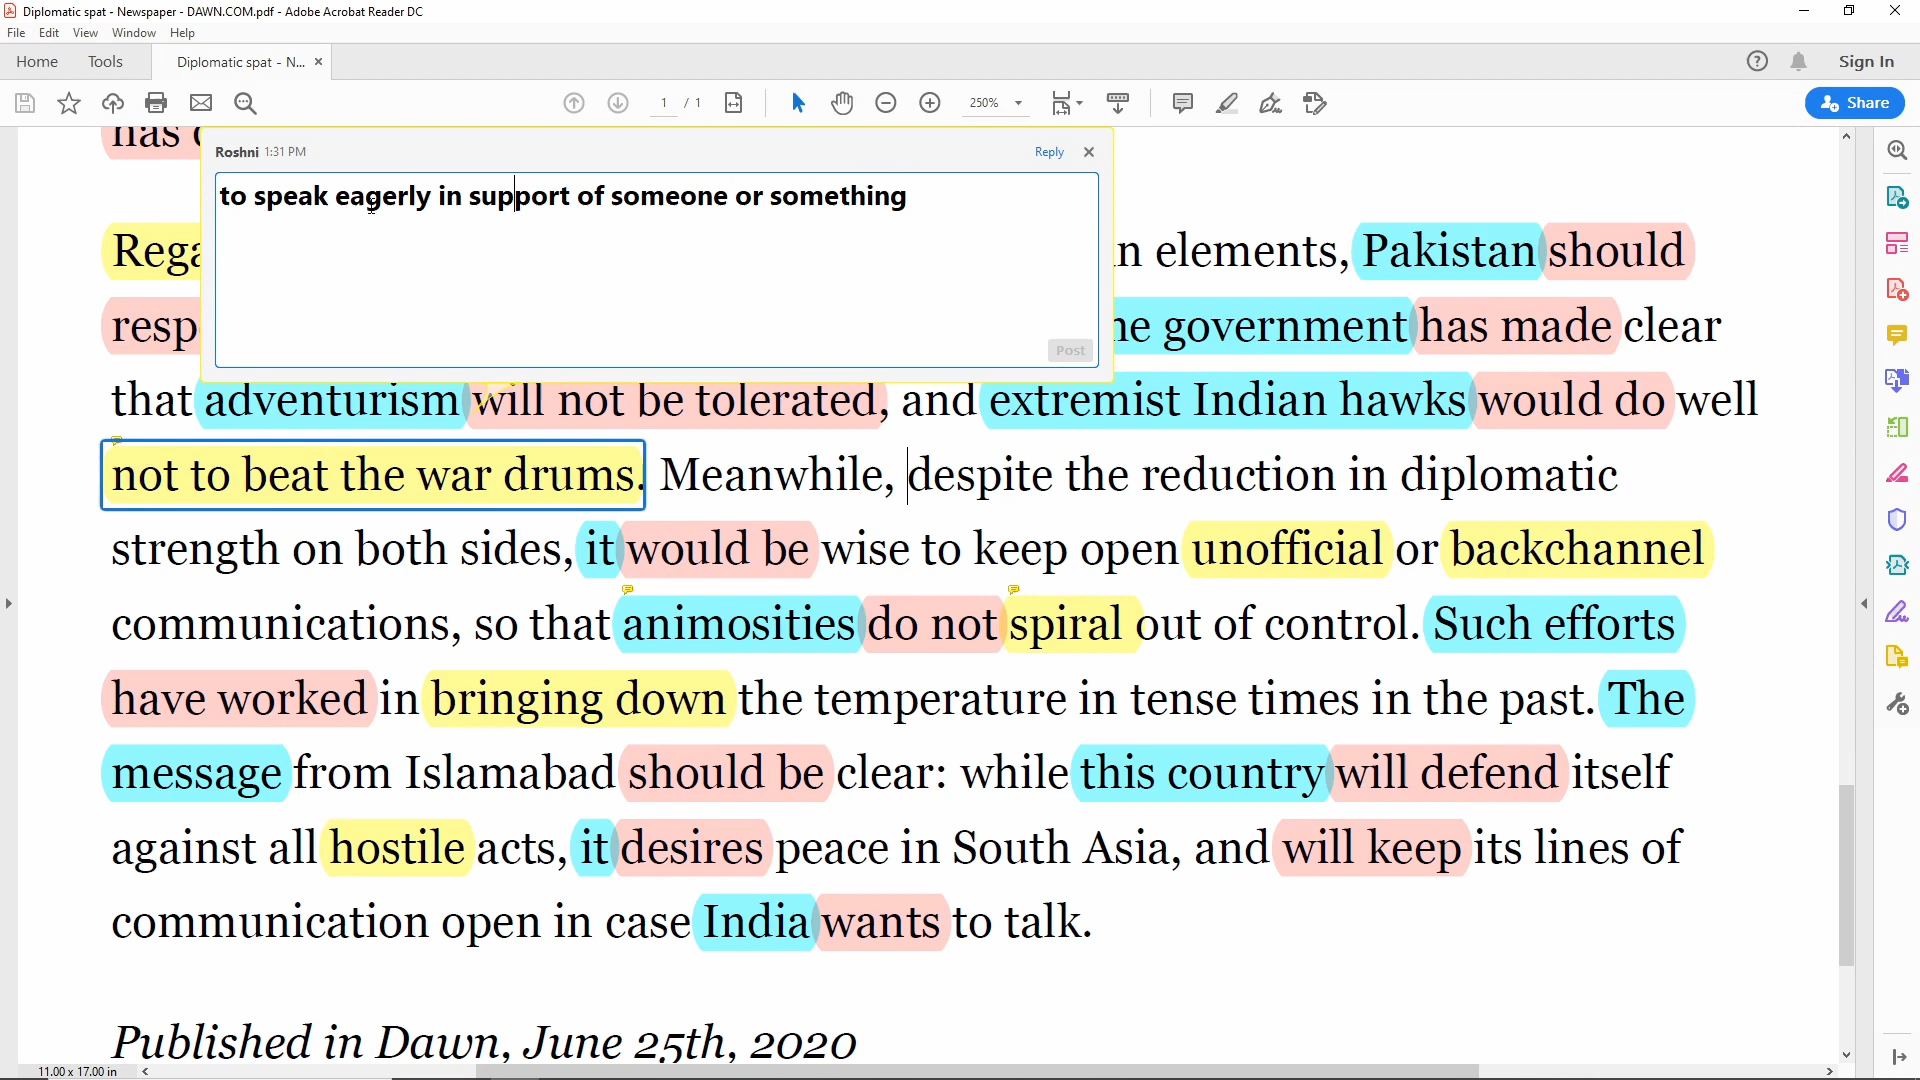 Diplomatic spat - Newspaper - DAWN.COM.pdf - Adobe Acrobat Reader DC
File Edit View Window Help
Home Tools Diplomatic spat - N... × Sign In
1 / 1 250% Share
has
Roshni 1:31 PM Reply
to speak eagerly in support of someone or something
Post
elements, Pakistan should
government has made clear
that adventurism will not be tolerated, and extremist Indian hawks would do well
not to beat the war drums. Meanwhile, despite the reduction in diplomatic
strength on both sides, it would be wise to keep open unofficial or backchannel
communications, so that animosities do not spiral out of control. Such efforts
have worked in bringing down the temperature in tense times in the past. The
message from Islamabad should be clear: while this country will defend itself
against all hostile acts, it desires peace in South Asia, and will keep its lines of
communication open in case India wants to talk.
Published in Dawn, June 25th, 2020
11.00 x 17.00 in